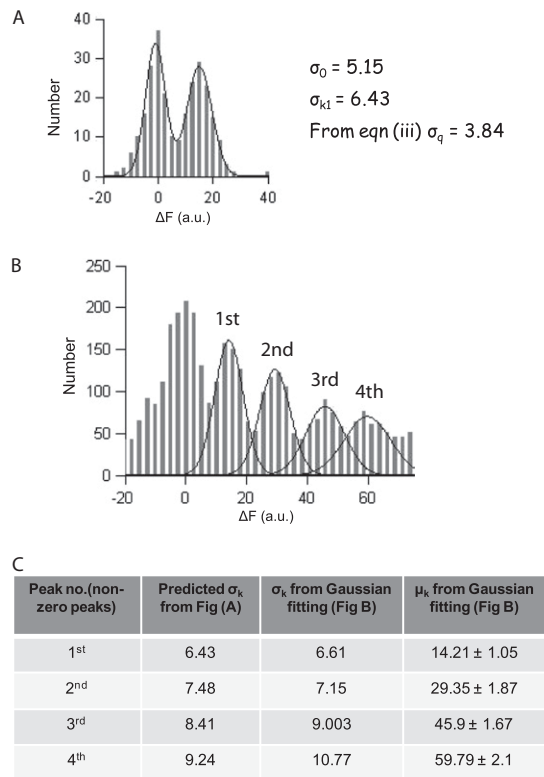 A
40
30
20
10
0
Number
-20 0 20 40
ΔF (a.u.)
σ0 = 5.15
σk1 = 6.43
From eqn (iii) σq = 3.84
B
250
200
150
100
50
0
Number
1st
2nd
3rd
4th
-20 0 20 40 60
ΔF (a.u.)
C
Peak no.(non-
zero peaks)
Predicted σk
from Fig (A)
σk from Gaussian
fitting (Fig B)
μk from Gaussian
fitting (Fig B)
1st 6.43 6.61 14.21 ± 1.05
2nd 7.48 7.15 29.35 ± 1.87
3rd 8.41 9.003 45.9 ± 1.67
4th 9.24 10.77 59.79 ± 2.1